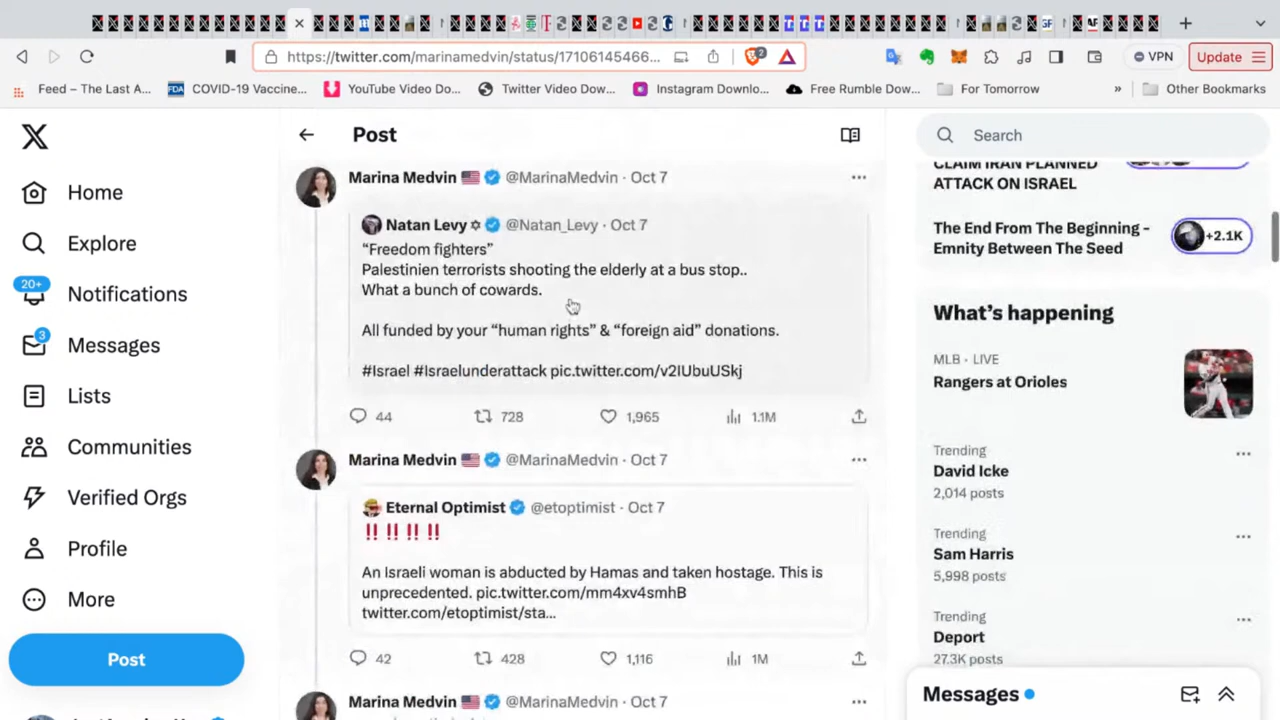 https://twitter.com/marinamedvin/status/17106145466...
2
VPN
Update
Feed – The Last A...
COVID-19 Vaccine...
YouTube Video Do...
Twitter Video Dow...
Instagram Downlo...
Free Rumble Dow...
For Tomorrow
»
Other Bookmarks
Home
Explore
20+
Notifications
3
Messages
Lists
Communities
Verified Orgs
Profile
More
Post
Post
Marina Medvin 🇺🇸 @MarinaMedvin · Oct 7
Natan Levy ✡ @Natan_Levy · Oct 7
“Freedom fighters”
Palestinien terrorists shooting the elderly at a bus stop..
What a bunch of cowards.
All funded by your “human rights” & “foreign aid” donations.
#Israel #Israelunderattack pic.twitter.com/v2IUbuUSkj
44 728 1,965 1.1M
Marina Medvin 🇺🇸 @MarinaMedvin · Oct 7
Eternal Optimist @etoptimist · Oct 7
‼️ ‼️ ‼️ ‼️
An Israeli woman is abducted by Hamas and taken hostage. This is
unprecedented. pic.twitter.com/mm4xv4smhB
twitter.com/etoptimist/sta...
42 428 1,116 1M
Marina Medvin 🇺🇸 @MarinaMedvin · Oct 7
Search
CLAIM IRAN PLANNED
ATTACK ON ISRAEL
The End From The Beginning -
Emnity Between The Seed
+2.1K
What’s happening
MLB · LIVE
Rangers at Orioles
Trending
David Icke
2,014 posts
Trending
Sam Harris
5,998 posts
Trending
Deport
27.3K posts
Messages